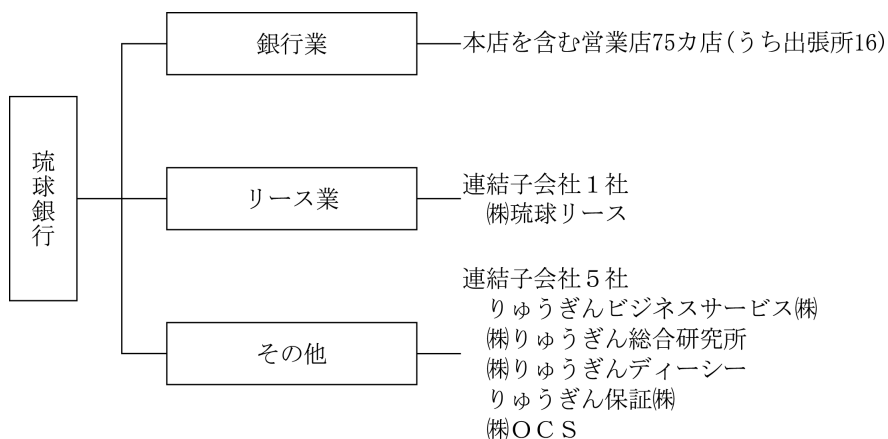 琉球銀行
銀行業
本店を含む営業店75カ店(うち出張所16)
リース業
連結子会社1社
㈱琉球リース
その他
連結子会社5社
りゅうぎんビジネスサービス㈱
㈱りゅうぎん総合研究所
㈱りゅうぎんディーシー
りゅうぎん保証㈱
㈱OCS